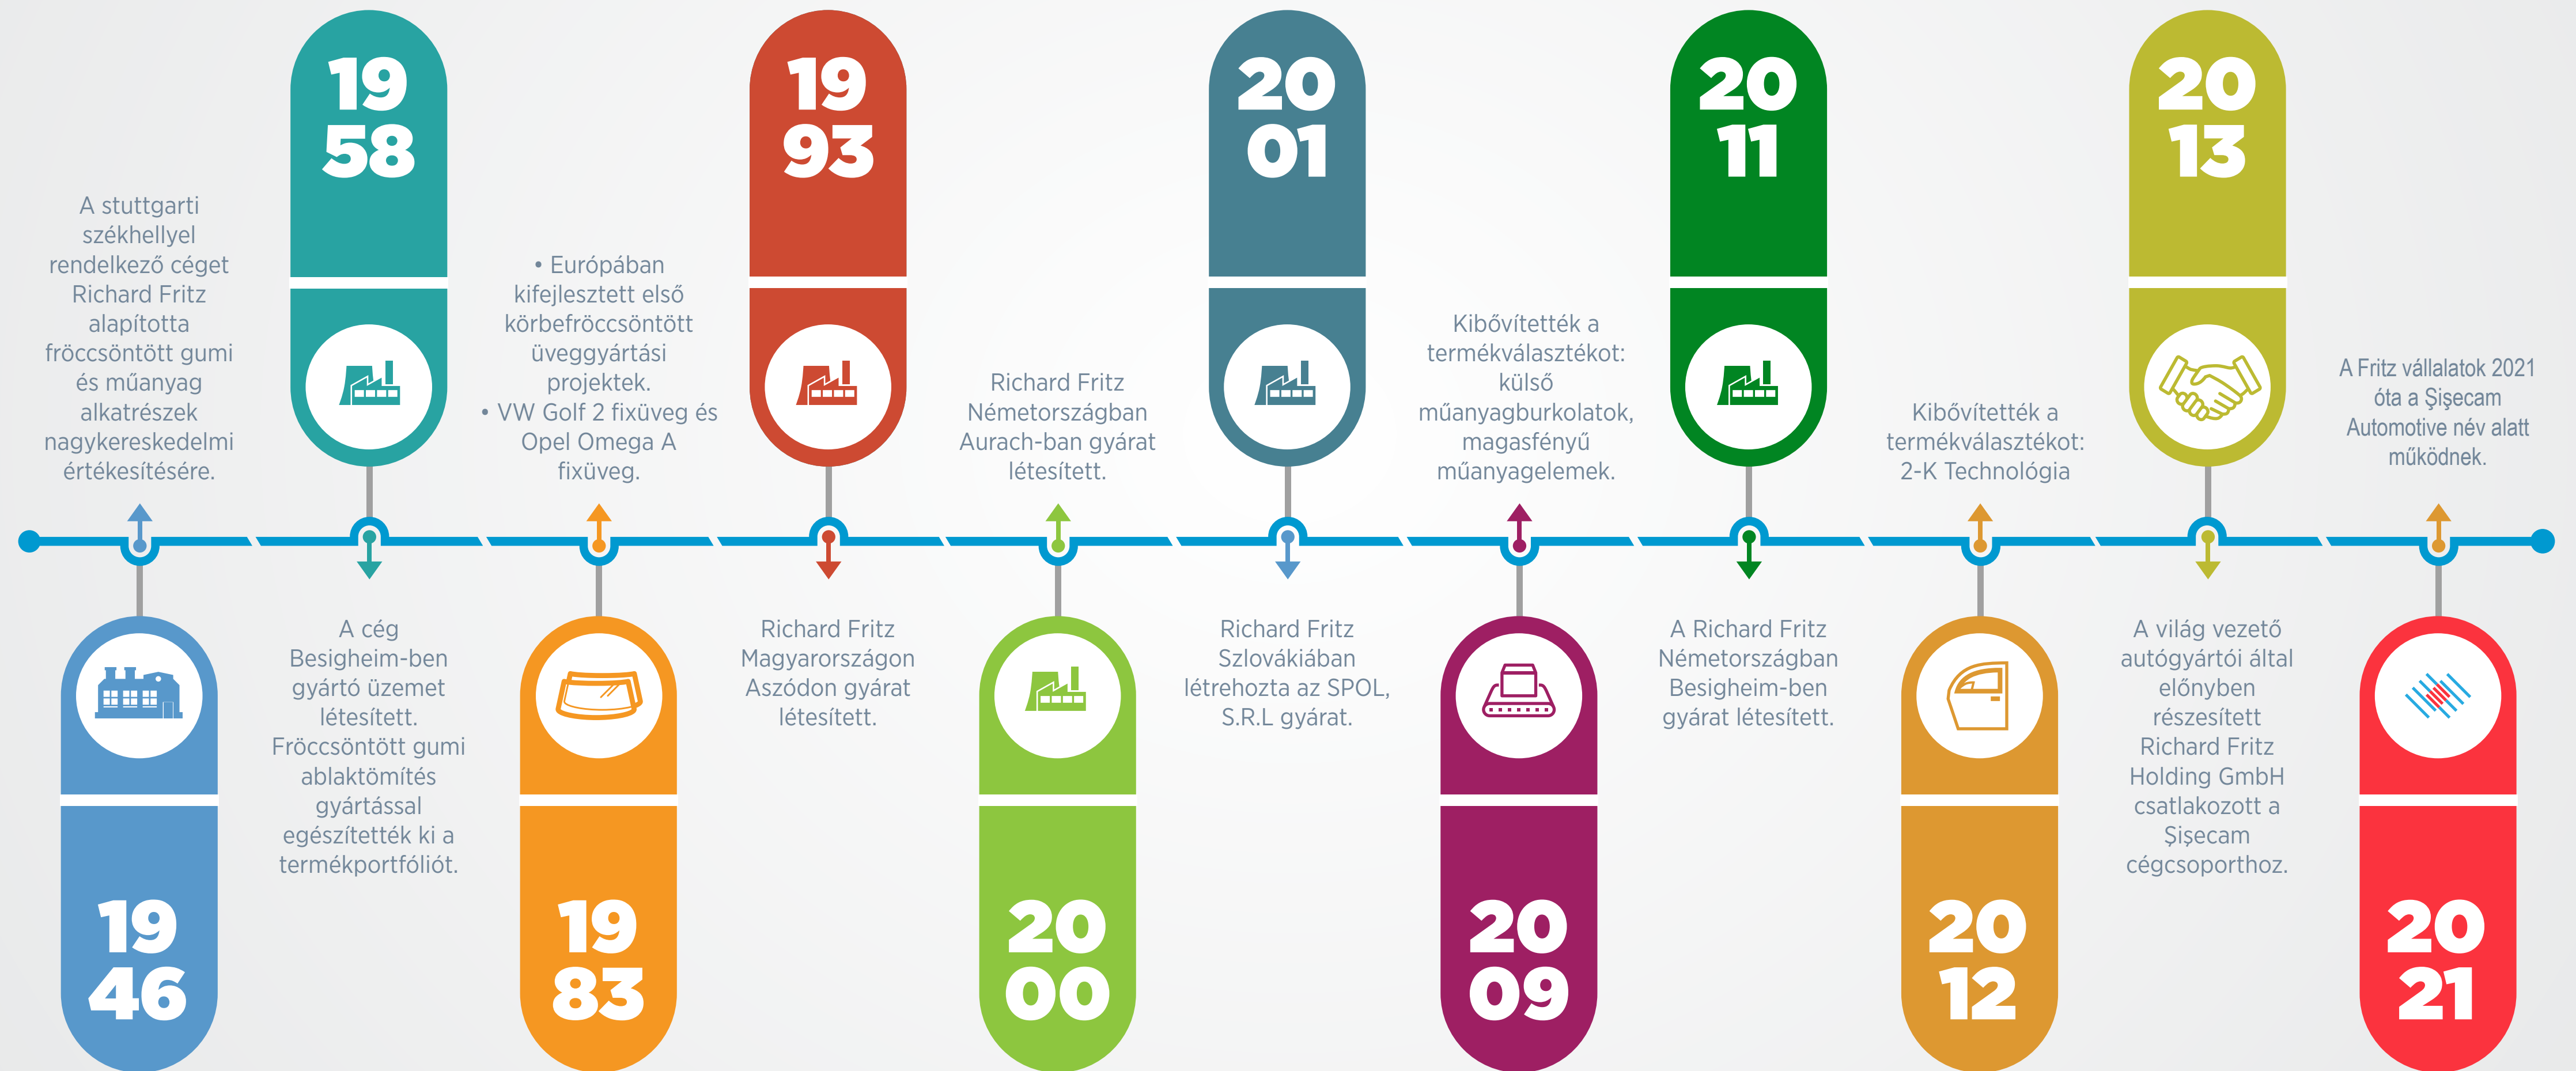 19
46
A stuttgarti
székhellyel
rendelkező céget
Richard Fritz
alapította
fröccsöntött gumi
és műanyag
alkatrészek
nagykereskedelmi
értékesítésére.
19
58
A cég
Besigheim-ben
gyártó üzemet
létesített.
Fröccsöntött gumi
ablaktömítés
gyártással
egészítették ki a
termékportfóliót.
19
83
• Európában
kifejlesztett első
körbefröccsöntött
üveggyártási
projektek.
• VW Golf 2 fixüveg és
Opel Omega A
fixüveg.
19
93
Richard Fritz
Magyarországon
Aszódon gyárat
létesített.
20
00
Richard Fritz
Németországban
Aurach-ban gyárat
létesített.
20
01
Richard Fritz
Szlovákiában
létrehozta az SPOL,
S.R.L gyárat.
20
09
Kibővítették a
termékválasztékot:
külső
műanyagburkolatok,
magasfényű
műanyagelemek.
20
11
A Richard Fritz
Németországban
Besigheim-ben
gyárat létesített.
20
12
Kibővítették a
termékválasztékot:
2-K Technológia
20
13
A világ vezető
autógyártói által
előnyben
részesített
Richard Fritz
Holding GmbH
csatlakozott a
Şişecam
cégcsoporthoz.
20
21
A Fritz vállalatok 2021
óta a Şişecam
Automotive név alatt
működnek.